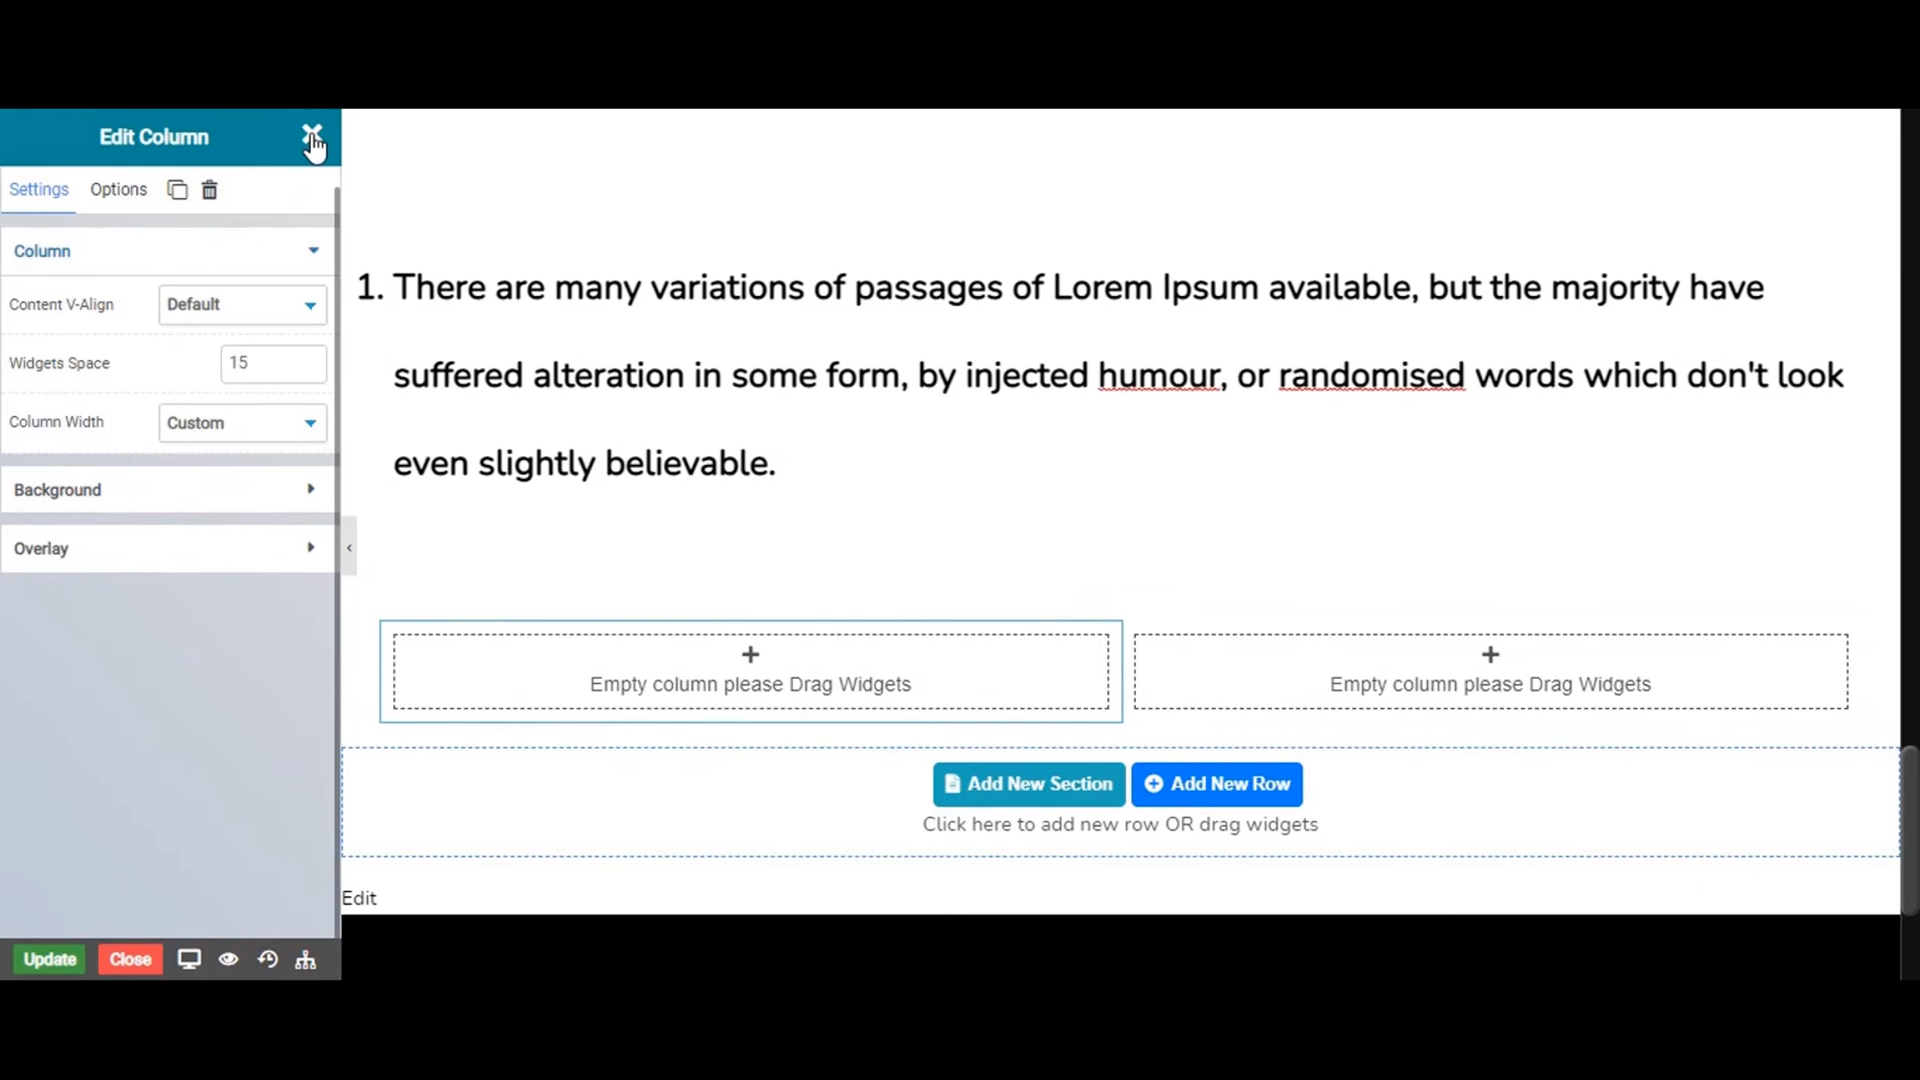 Edit Column
Settings Options
Column
Content V-Align Default
Widgets Space 15
Column Width Custom
Background
Overlay
Update Close
1. There are many variations of passages of Lorem Ipsum available, but the majority have
suffered alteration in some form, by injected humour, or randomised words which don't look
even slightly believable.
Empty column please Drag Widgets
Empty column please Drag Widgets
Add New Section Add New Row
Click here to add new row OR drag widgets
Edit